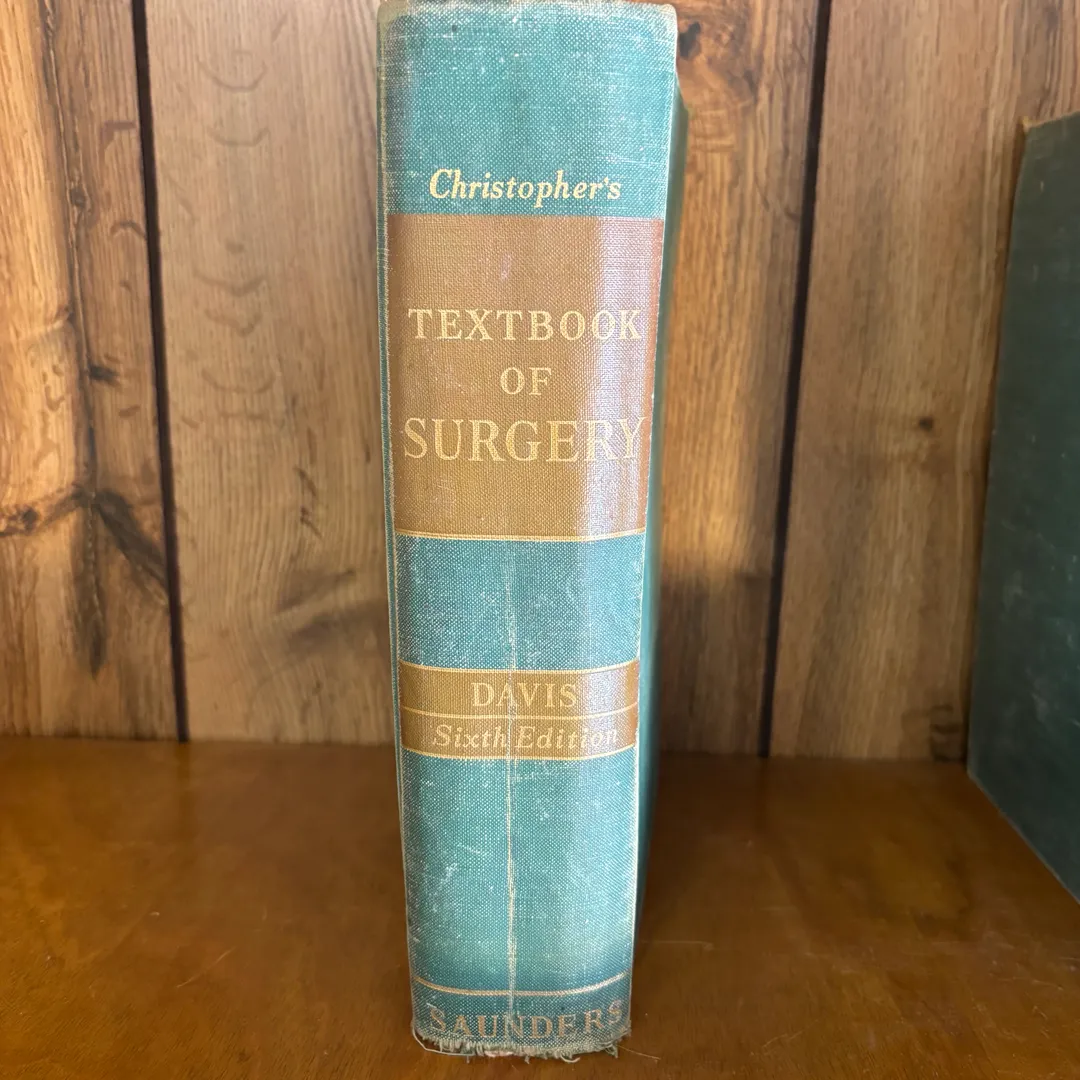 Christopher's
TEXTBOOK
OF
SURGERY
DAVIS
Sixth Edition
SAUNDERS